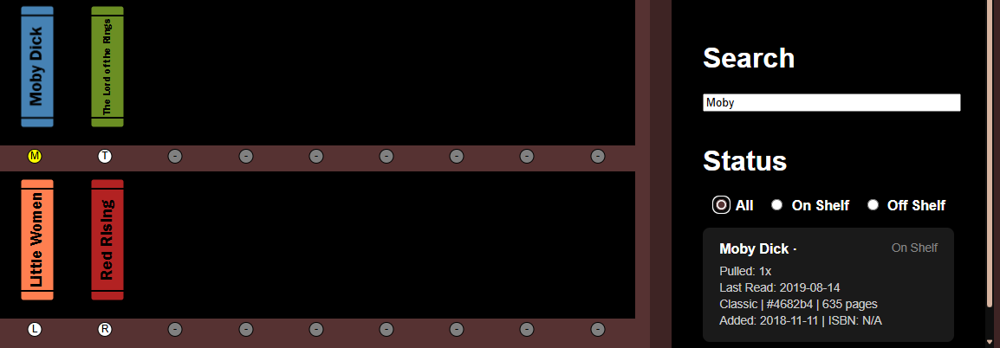 Moby Dick
The Lord of the Rings
M T - - - - - - -
Little Women
Red Rising
L R - - - - - - -
Search
Moby
Status
All On Shelf Off Shelf
Moby Dick · On Shelf
Pulled: 1x
Last Read: 2019-08-14
Classic | #4682b4 | 635 pages
Added: 2018-11-11 | ISBN: N/A